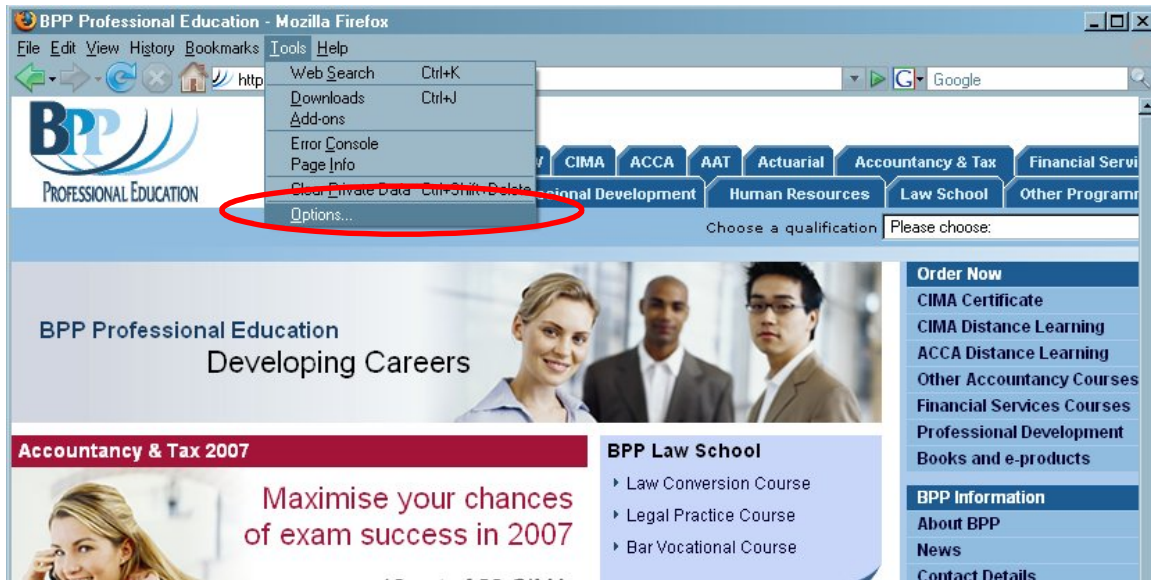 BPP Professional Education - Mozilla Firefox
File Edit View History Bookmarks Tools Help
http
Google
Web Search Ctrl+K
Downloads Ctrl+J
Add-ons
Error Console
Page Info
Clear Private Data Ctrl+Shift+Delete
Options...
BPP
PROFESSIONAL EDUCATION
CIMA ACCA AAT Actuarial Accountancy & Tax Financial Servi
sional Development Human Resources Law School Other Programm
Choose a qualification Please choose:
BPP Professional Education
Developing Careers
Order Now
CIMA Certificate
CIMA Distance Learning
ACCA Distance Learning
Other Accountancy Courses
Financial Services Courses
Professional Development
Books and e-products
Accountancy & Tax 2007
Maximise your chances
of exam success in 2007
BPP Law School
Law Conversion Course
Legal Practice Course
Bar Vocational Course
BPP Information
About BPP
News
Contact Details